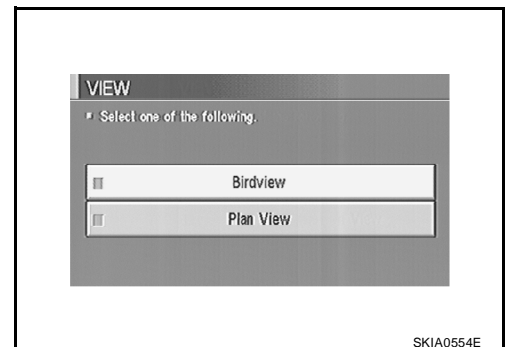 VIEW
Select one of the following.
Birdview
Plan View
SKIA0554E